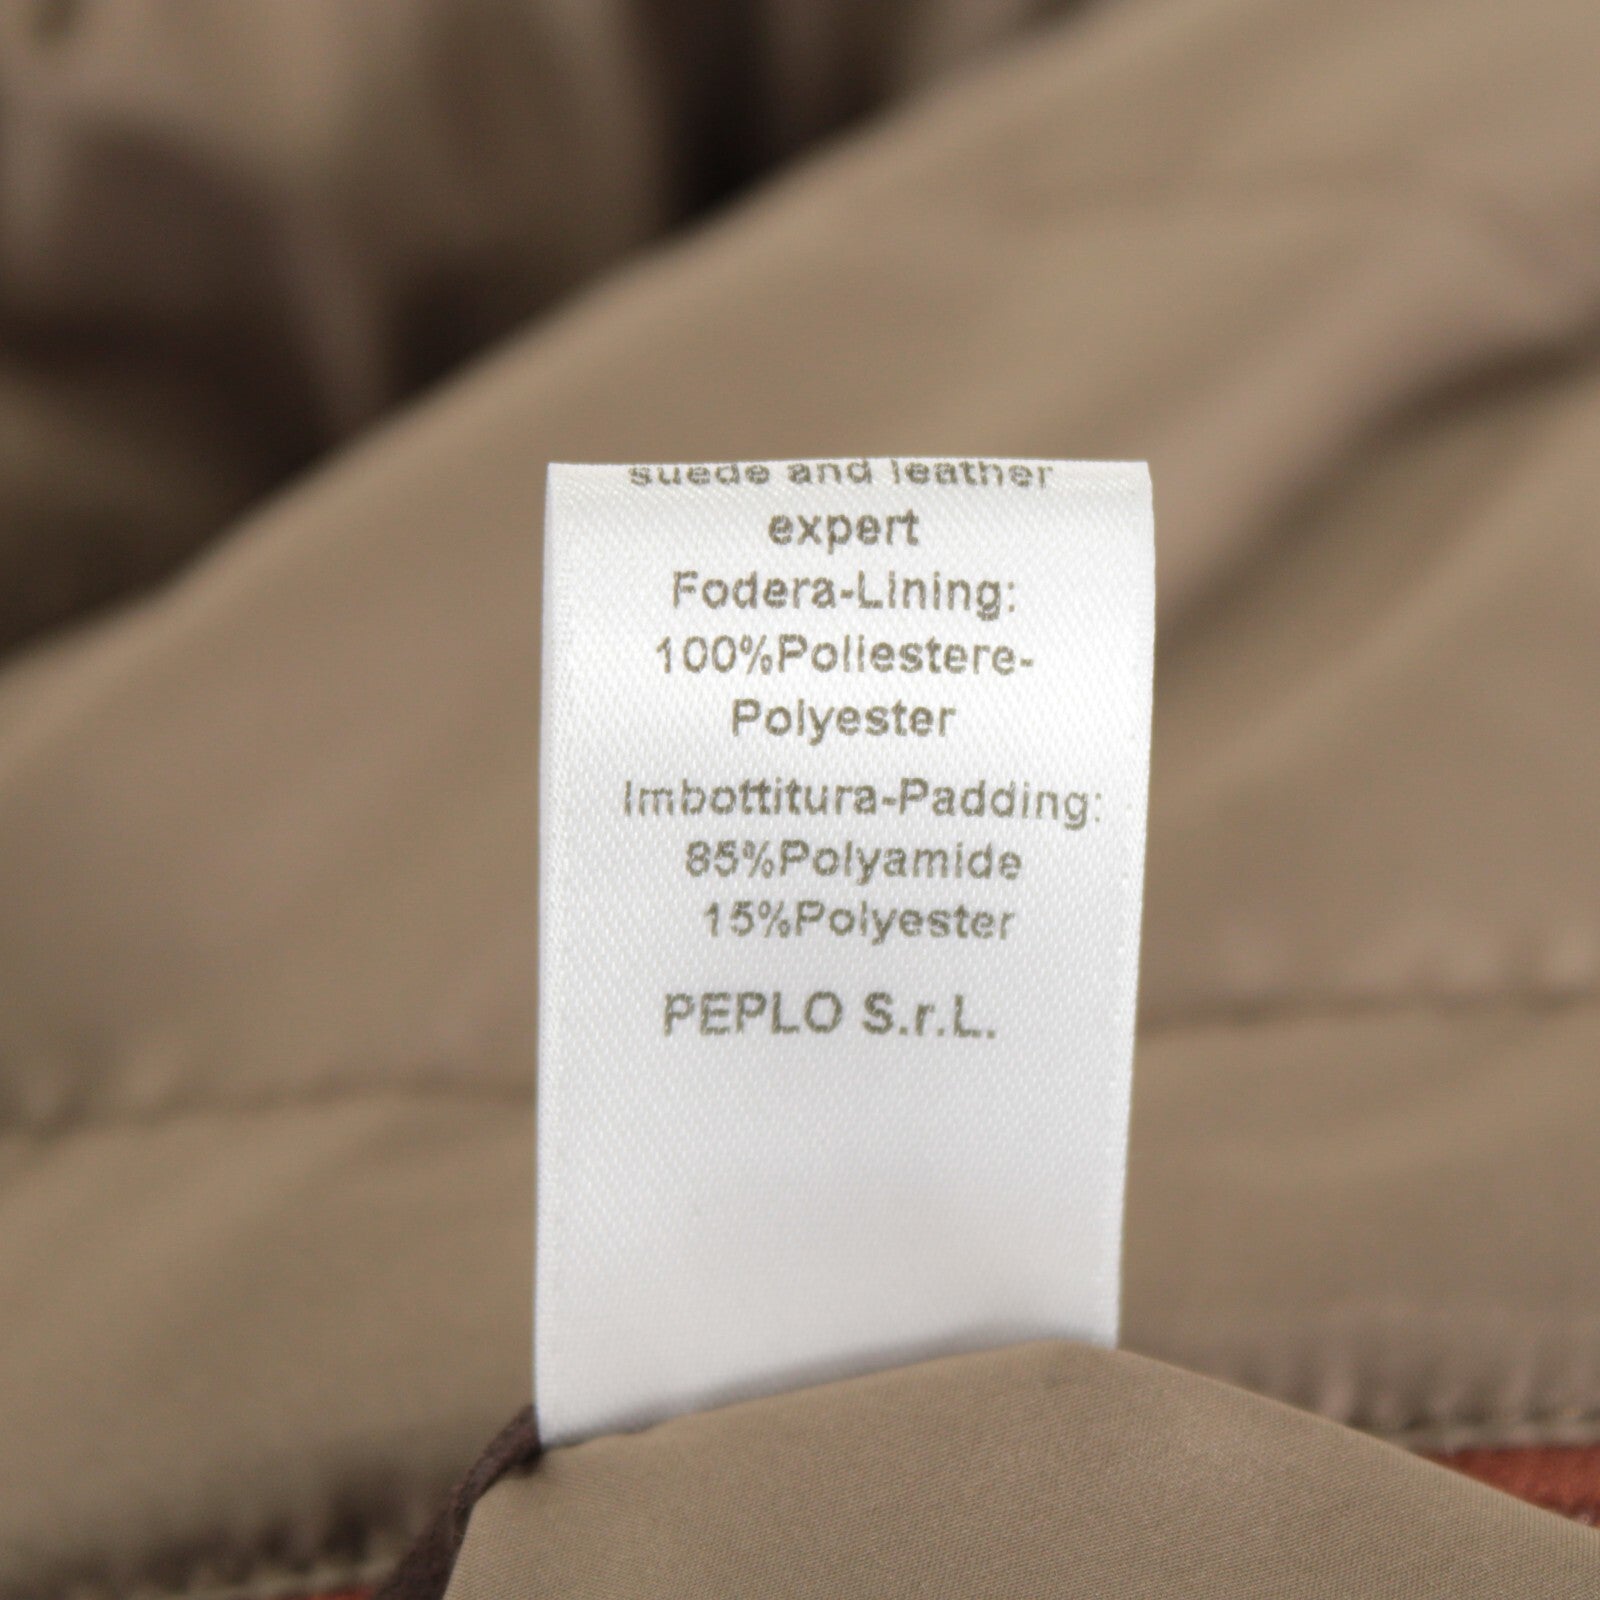 suede and leather
expert
Fodera-Lining:
100%Poliestere-
Polyester
Imbottitura-Padding:
85%Polyamide
15%Polyester
PEPLO S.r.L.